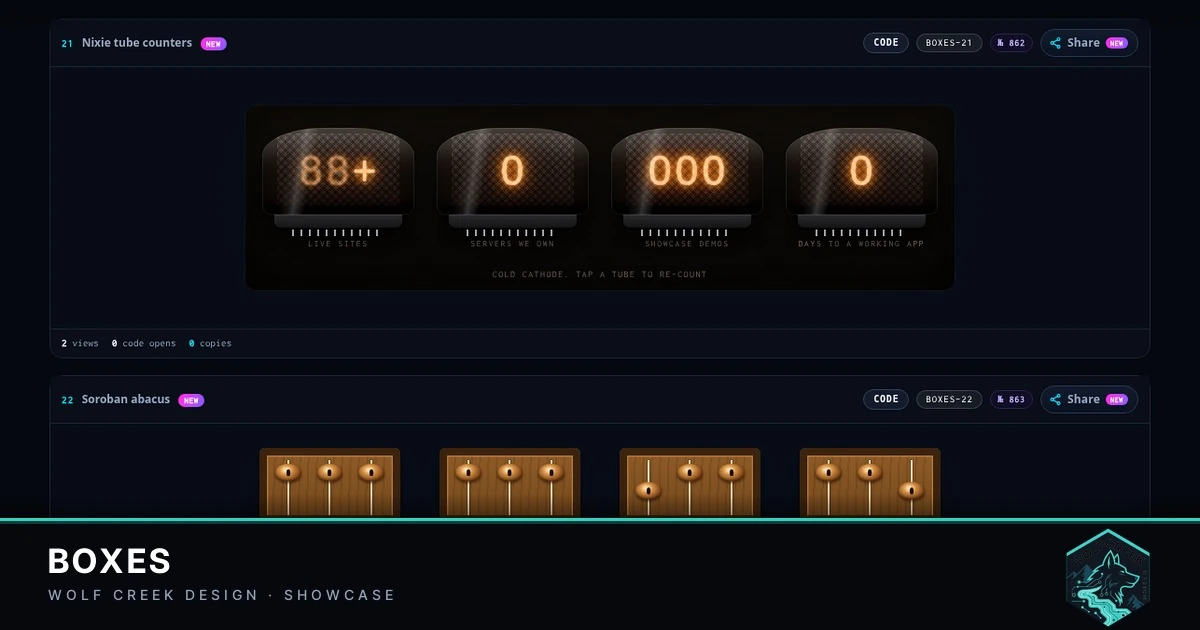 21 Nixie tube counters NEW CODE BOXES-21 № 862 Share NEW
88+ 0 000 0
LIVE SITES SERVERS WE OWN SHOWCASE DEMOS DAYS TO A WORKING APP
COLD CATHODE. TAP A TUBE TO RE-COUNT
2 views 0 code opens 0 copies
22 Soroban abacus NEW CODE BOXES-22 № 863 Share NEW
BOXES
WOLF CREEK DESIGN · SHOWCASE